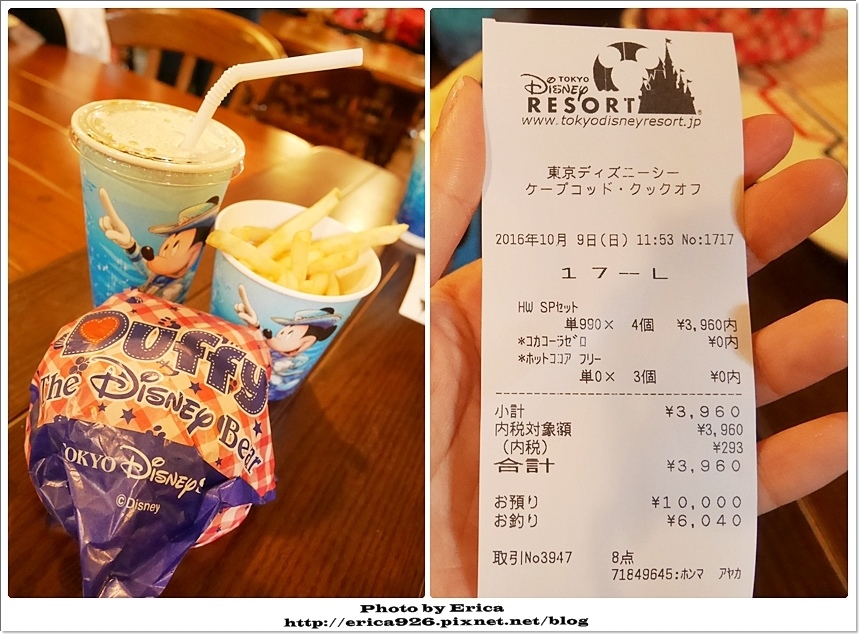 Duffy
The Disney Bear
TOKYO Disney
©Disney
TOKYO
Disney
RESORT®
www.tokyodisneyresort.jp
東京ディズニーシー
ケープコッド・クックオフ
2016年10月 9日(日) 11:53 No:1717
17--L
HW SPｾｯﾄ
単990× 4個 ¥3,960内
*ｺｶｺｰﾗｾﾞﾛ ¥0内
*ﾎｯﾄｺｺｱ ﾌﾘｰ
単0× 3個 ¥0内
小計 ¥3,960
内税対象額 ¥3,960
(内税) ¥293
合計 ¥3,960
お預り ¥10,000
お釣り ¥6,040
取引No3947 8点
71849645:ﾎﾝﾏ ｱﾔｶ
Photo by Erica
http://erica926.pixnet.net/blog